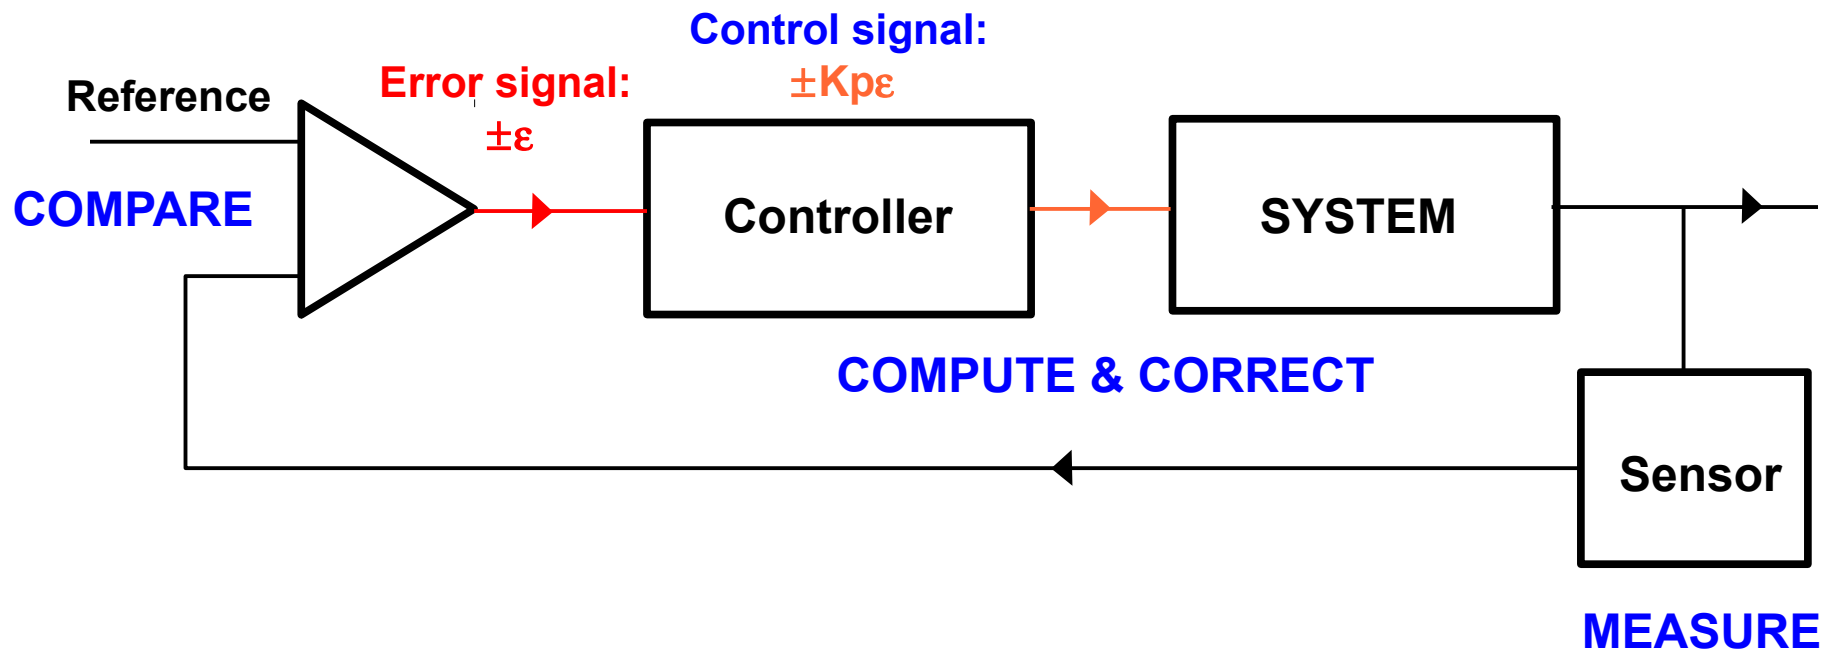 Control signal:
±Kpε
Error signal:
±ε
Reference
COMPARE
Controller
SYSTEM
COMPUTE & CORRECT
Sensor
MEASURE